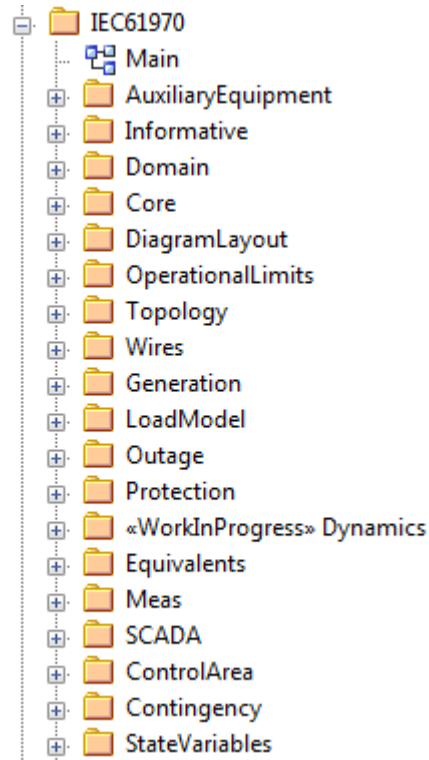 IEC61970
Main
AuxiliaryEquipment
Informative
Domain
Core
DiagramLayout
OperationalLimits
Topology
Wires
Generation
LoadModel
Outage
Protection
«WorkInProgress» Dynamics
Equivalents
Meas
SCADA
ControlArea
Contingency
StateVariables